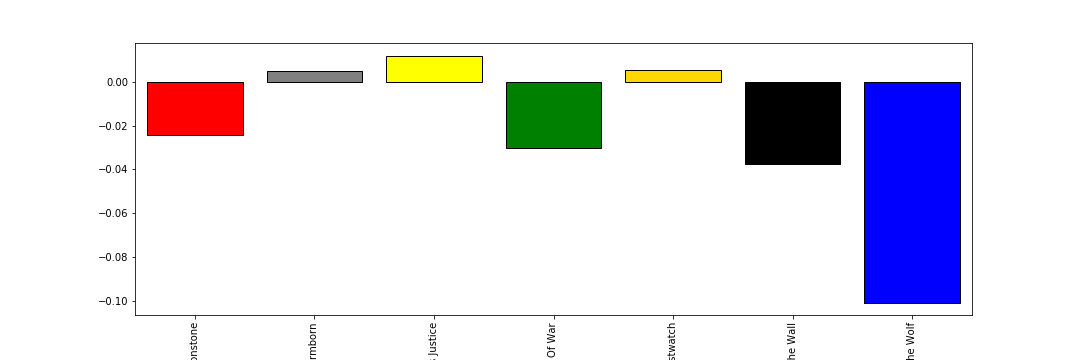 0.00
−0.02
−0.04
−0.06
−0.08
−0.10
onstone
rmborn
s Justice
Of War
stwatch
he Wall
he Wolf